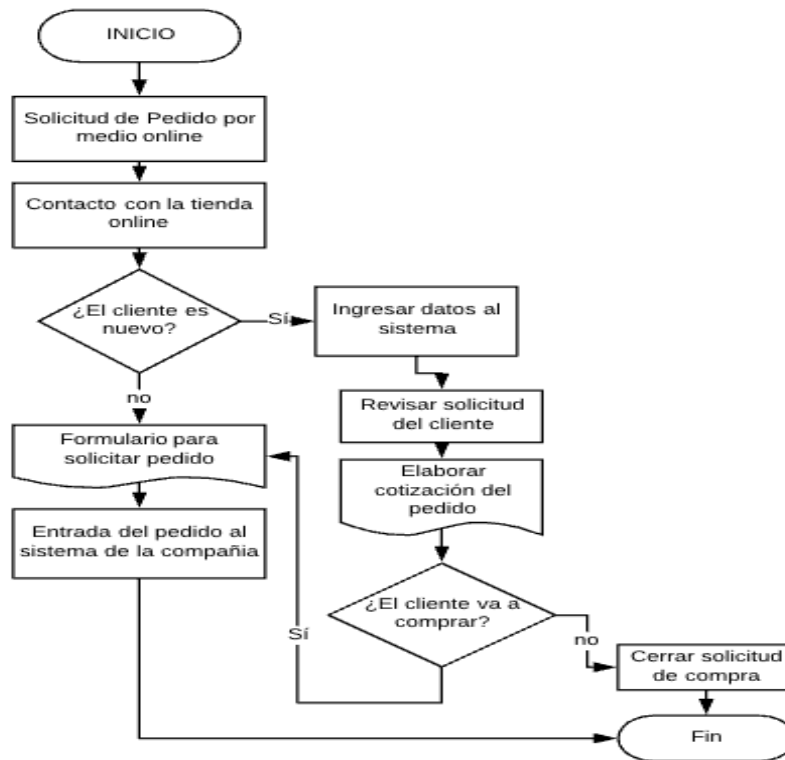 INICIO
Solicitud de Pedido por
medio online
Contacto con la tienda
online
¿El cliente es
nuevo?
Sí
Ingresar datos al
sistema
no
Revisar solicitud
del cliente
Formulario para
solicitar pedido
Elaborar
cotización del
pedido
Entrada del pedido al
sistema de la compañia
¿El cliente va a
comprar?
Sí
no
Cerrar solicitud
de compra
Fin